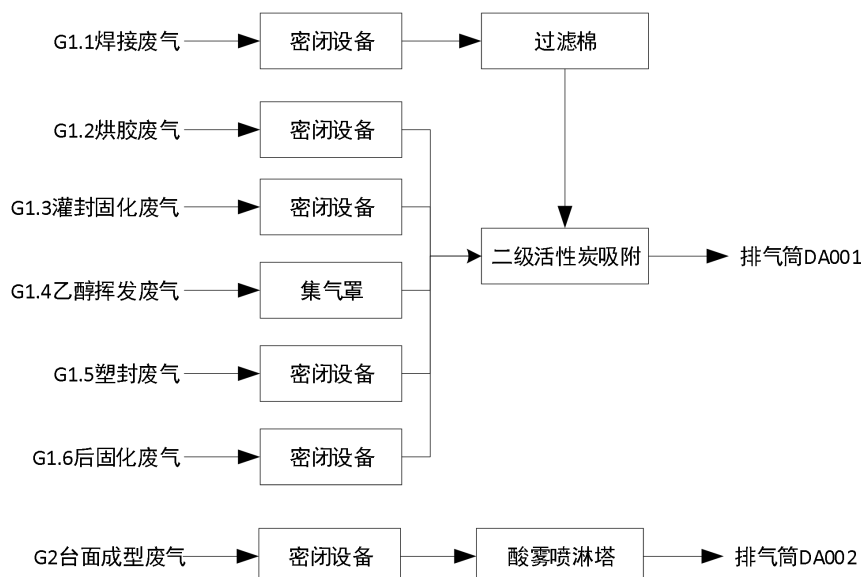 G1.1焊接废气
密闭设备
过滤棉
G1.2烘胶废气
密闭设备
G1.3灌封固化废气
密闭设备
二级活性炭吸附
排气筒DA001
G1.4乙醇挥发废气
集气罩
G1.5塑封废气
密闭设备
G1.6后固化废气
密闭设备
G2台面成型废气
密闭设备
酸雾喷淋塔
排气筒DA002